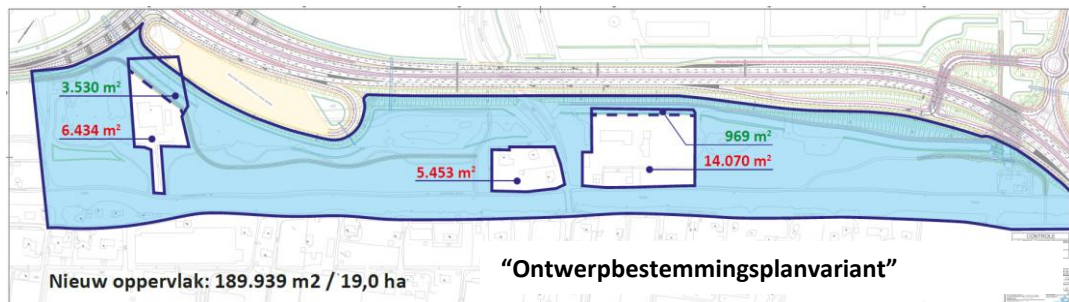 3.530 m²
6.434 m²
5.453 m²
969 m²
14.070 m²
CONTROLE
Nieuw oppervlak: 189.939 m2 / 19,0 ha
“Ontwerpbestemmingsplanvariant”